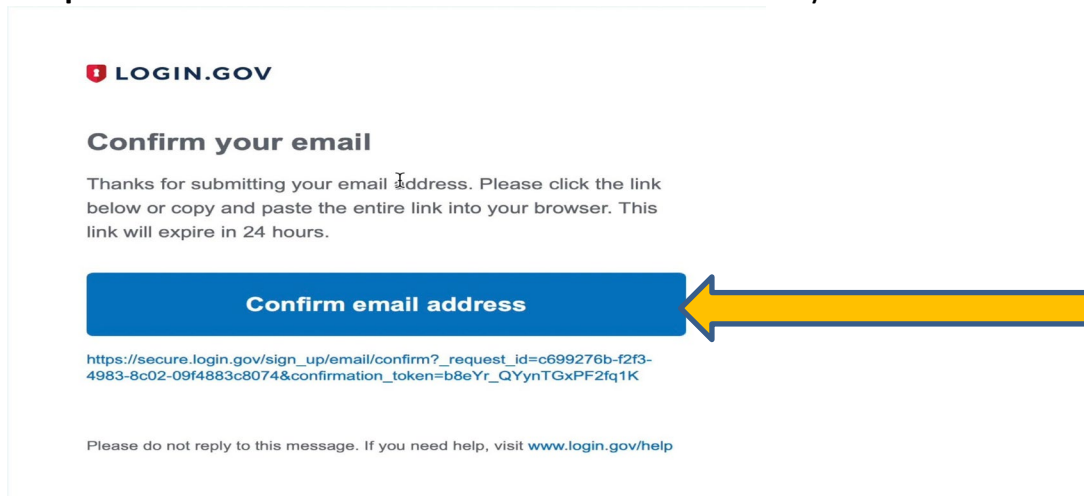 LOGIN.GOV
Confirm your email
Thanks for submitting your email address. Please click the link
below or copy and paste the entire link into your browser. This
link will expire in 24 hours.
Confirm email address
https://secure.login.gov/sign_up/email/confirm?_request_id=c699276b-f2f3-
4983-8c02-09f4883c8074&confirmation_token=b8eYr_QYynTGxPF2fq1K
Please do not reply to this message. If you need help, visit www.login.gov/help